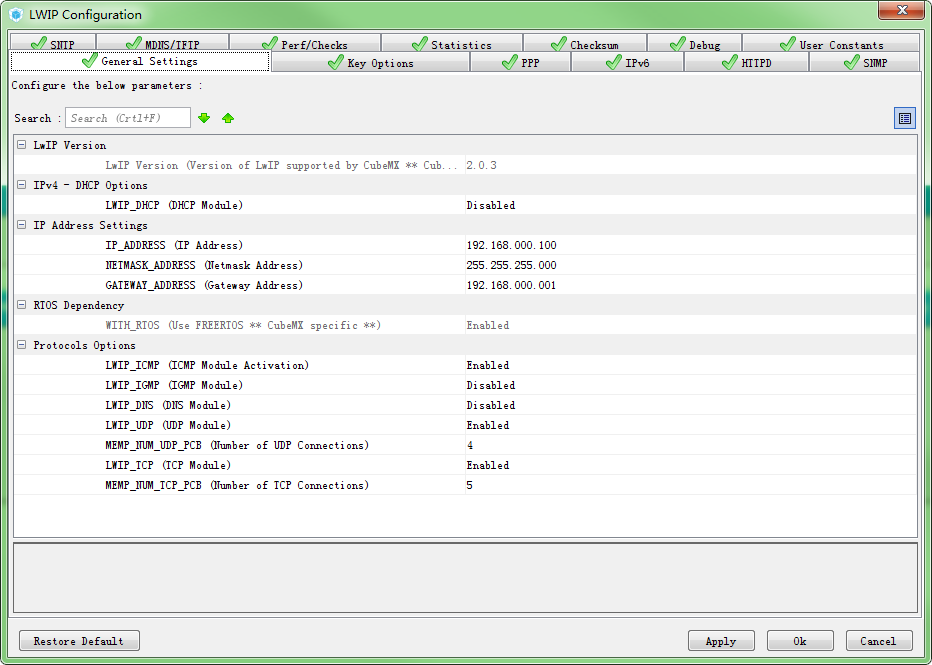 LWIP Configuration
SNTP MDNS/TFTP Perf/Checks Statistics Checksum Debug User Constants
General Settings Key Options PPP IPv6 HTTPD SNMP
Configure the below parameters :
Search : Search (Crtl+F)
LwIP Version
LwIP Version (Version of LwIP supported by CubeMX ** Cub... 2.0.3
IPv4 - DHCP Options
LWIP_DHCP (DHCP Module) Disabled
IP Address Settings
IP_ADDRESS (IP Address) 192.168.000.100
NETMASK_ADDRESS (Netmask Address) 255.255.255.000
GATEWAY_ADDRESS (Gateway Address) 192.168.000.001
RTOS Dependency
WITH_RTOS (Use FREERTOS ** CubeMX specific **) Enabled
Protocols Options
LWIP_ICMP (ICMP Module Activation) Enabled
LWIP_IGMP (IGMP Module) Disabled
LWIP_DNS (DNS Module) Disabled
LWIP_UDP (UDP Module) Enabled
MEMP_NUM_UDP_PCB (Number of UDP Connections) 4
LWIP_TCP (TCP Module) Enabled
MEMP_NUM_TCP_PCB (Number of TCP Connections) 5
Restore Default Apply Ok Cancel